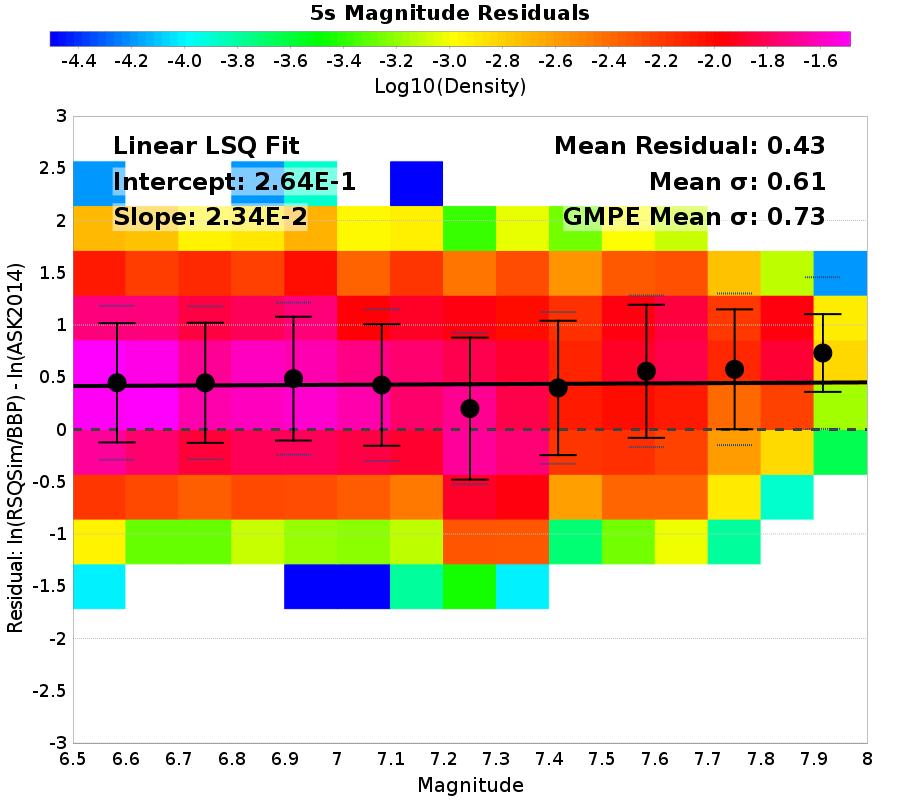 5s Magnitude Residuals
-4.4 -4.2 -4.0 -3.8 -3.6 -3.4 -3.2 -3.0 -2.8 -2.6 -2.4 -2.2 -2.0 -1.8 -1.6
Log10(Density)
Linear LSQ Fit
Intercept: 2.64E-1
Slope: 2.34E-2
Mean Residual: 0.43
Mean σ: 0.61
GMPE Mean σ: 0.73
Residual: ln(RSQSim/BBP) - ln(ASK2014)
3
2.5
2
1.5
1
0.5
0
-0.5
-1
-1.5
-2
-2.5
-3
6.5 6.6 6.7 6.8 6.9 7 7.1 7.2 7.3 7.4 7.5 7.6 7.7 7.8 7.9 8
Magnitude